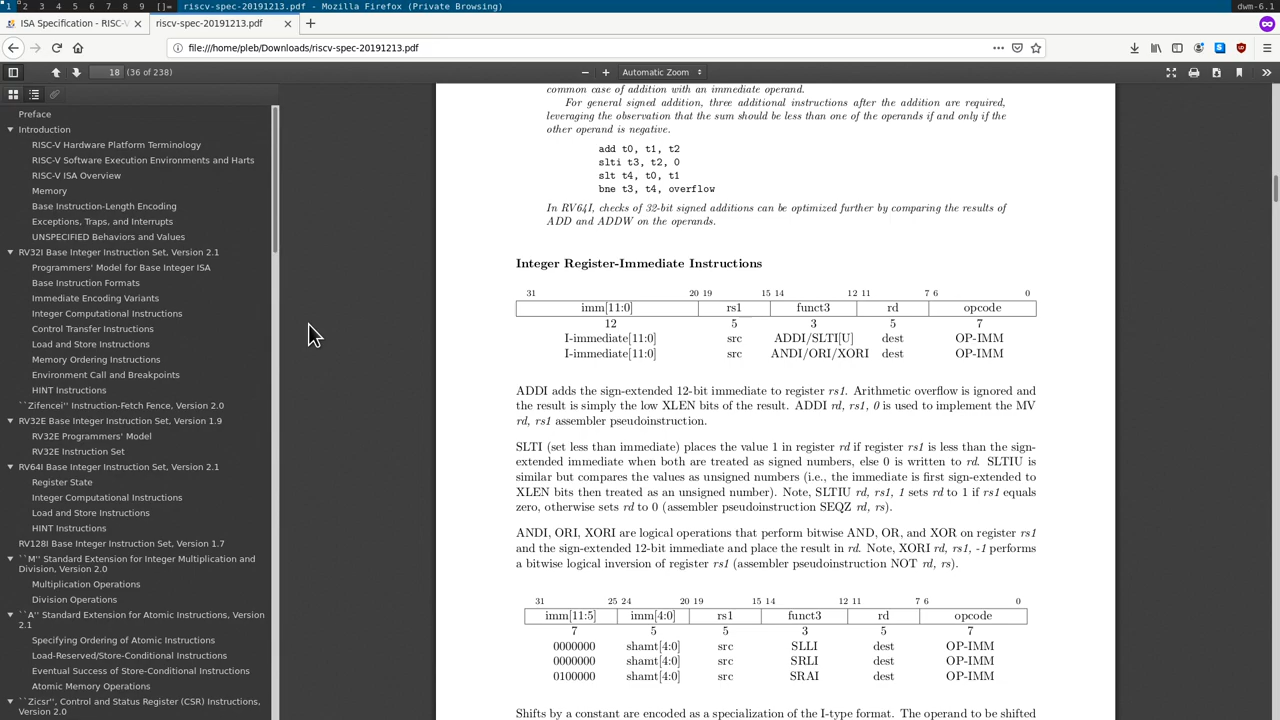 1 2 3 4 5 6 7 8 9 []= riscv-spec-20191213.pdf - Mozilla Firefox (Private Browsing) dwm-6.1
ISA Specification - RISC-V
riscv-spec-20191213.pdf
file:///home/pleb/Downloads/riscv-spec-20191213.pdf
18 (36 of 238) Automatic Zoom
Preface
Introduction
RISC-V Hardware Platform Terminology
RISC-V Software Execution Environments and Harts
RISC-V ISA Overview
Memory
Base Instruction-Length Encoding
Exceptions, Traps, and Interrupts
UNSPECIFIED Behaviors and Values
RV32I Base Integer Instruction Set, Version 2.1
Programmers' Model for Base Integer ISA
Base Instruction Formats
Immediate Encoding Variants
Integer Computational Instructions
Control Transfer Instructions
Load and Store Instructions
Memory Ordering Instructions
Environment Call and Breakpoints
HINT Instructions
``Zifencei'' Instruction-Fetch Fence, Version 2.0
RV32E Base Integer Instruction Set, Version 1.9
RV32E Programmers' Model
RV32E Instruction Set
RV64I Base Integer Instruction Set, Version 2.1
Register State
Integer Computational Instructions
Load and Store Instructions
HINT Instructions
RV128I Base Integer Instruction Set, Version 1.7
``M'' Standard Extension for Integer Multiplication and
Division, Version 2.0
Multiplication Operations
Division Operations
``A'' Standard Extension for Atomic Instructions, Version
2.1
Specifying Ordering of Atomic Instructions
Load-Reserved/Store-Conditional Instructions
Eventual Success of Store-Conditional Instructions
Atomic Memory Operations
``Zicsr'', Control and Status Register (CSR) Instructions,
Version 2.0
common case of addition with an immediate operand.
For general signed addition, three additional instructions after the addition are required,
leveraging the observation that the sum should be less than one of the operands if and only if the
other operand is negative.
add t0, t1, t2
slti t3, t2, 0
slt t4, t0, t1
bne t3, t4, overflow
In RV64I, checks of 32-bit signed additions can be optimized further by comparing the results of
ADD and ADDW on the operands.
Integer Register-Immediate Instructions
31 20 19 15 14 12 11 7 6 0
imm[11:0] rs1 funct3 rd opcode
12 5 3 5 7
I-immediate[11:0] src ADDI/SLTI[U] dest OP-IMM
I-immediate[11:0] src ANDI/ORI/XORI dest OP-IMM
ADDI adds the sign-extended 12-bit immediate to register rs1. Arithmetic overflow is ignored and
the result is simply the low XLEN bits of the result. ADDI rd, rs1, 0 is used to implement the MV
rd, rs1 assembler pseudoinstruction.
SLTI (set less than immediate) places the value 1 in register rd if register rs1 is less than the sign-
extended immediate when both are treated as signed numbers, else 0 is written to rd. SLTIU is
similar but compares the values as unsigned numbers (i.e., the immediate is first sign-extended to
XLEN bits then treated as an unsigned number). Note, SLTIU rd, rs1, 1 sets rd to 1 if rs1 equals
zero, otherwise sets rd to 0 (assembler pseudoinstruction SEQZ rd, rs).
ANDI, ORI, XORI are logical operations that perform bitwise AND, OR, and XOR on register rs1
and the sign-extended 12-bit immediate and place the result in rd. Note, XORI rd, rs1, -1 performs
a bitwise logical inversion of register rs1 (assembler pseudoinstruction NOT rd, rs).
31 25 24 20 19 15 14 12 11 7 6 0
imm[11:5] imm[4:0] rs1 funct3 rd opcode
7 5 5 3 5 7
0000000 shamt[4:0] src SLLI dest OP-IMM
0000000 shamt[4:0] src SRLI dest OP-IMM
0100000 shamt[4:0] src SRAI dest OP-IMM
Shifts by a constant are encoded as a specialization of the I-type format. The operand to be shifted